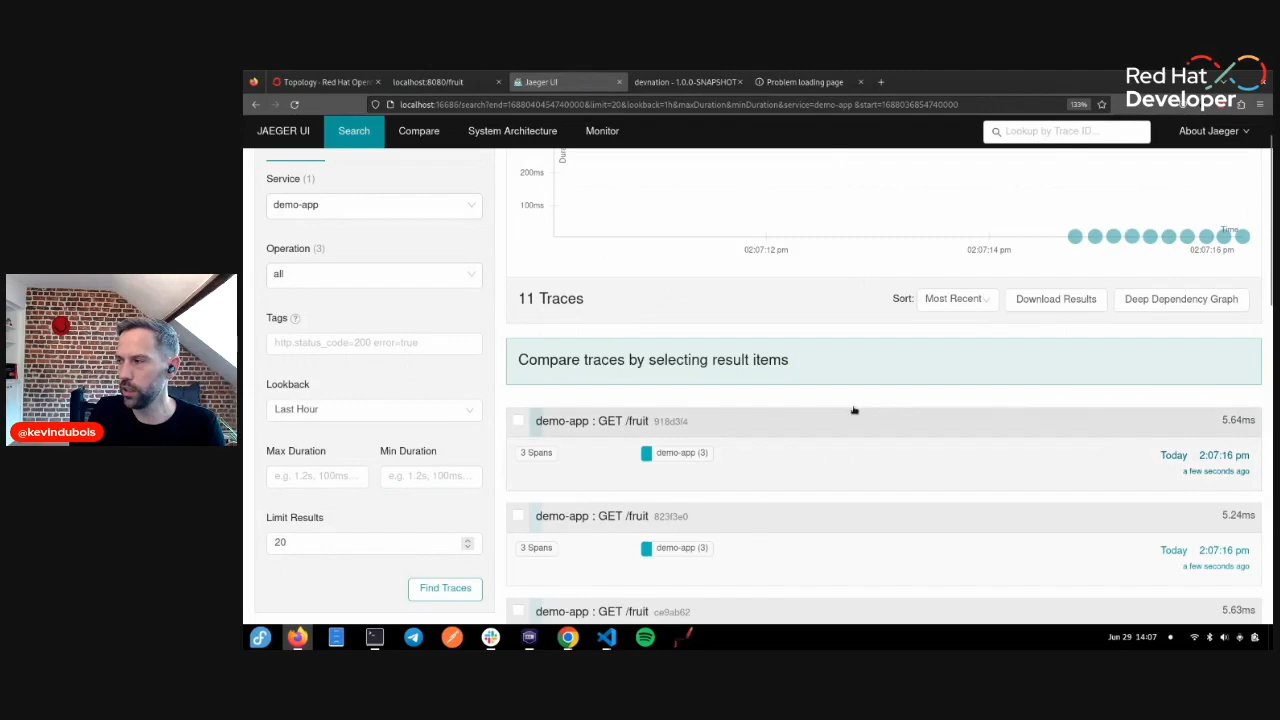 Red Hat
Developer
Topology - Red Hat Open
localhost:8080/fruit
Jaeger UI
devnation - 1.0.0-SNAPSHOT
Problem loading page
localhost:16686/search?end=1688040454740000&limit=20&lookback=1h&maxDuration&minDuration&service=demo-app &start=1688036854740000
133%
JAEGER UI
Search
Compare
System Architecture
Monitor
Lookup by Trace ID...
About Jaeger
Service (1)
demo-app
Operation (3)
all
Tags
http.status_code=200 error=true
Lookback
Last Hour
Max Duration
Min Duration
e.g. 1.2s, 100ms...
e.g. 1.2s, 100ms...
Limit Results
20
Find Traces
200ms
100ms
Time
02:07:12 pm
02:07:14 pm
02:07:16 pm
11 Traces
Sort:
Most Recent
Download Results
Deep Dependency Graph
Compare traces by selecting result items
demo-app : GET /fruit 918d3f4
5.64ms
3 Spans
demo-app (3)
Today 2:07:16 pm
a few seconds ago
demo-app : GET /fruit 823f3e0
5.24ms
3 Spans
demo-app (3)
Today 2:07:16 pm
a few seconds ago
demo-app : GET /fruit ce9ab62
5.63ms
@kevindubois
Jun 29 14:07